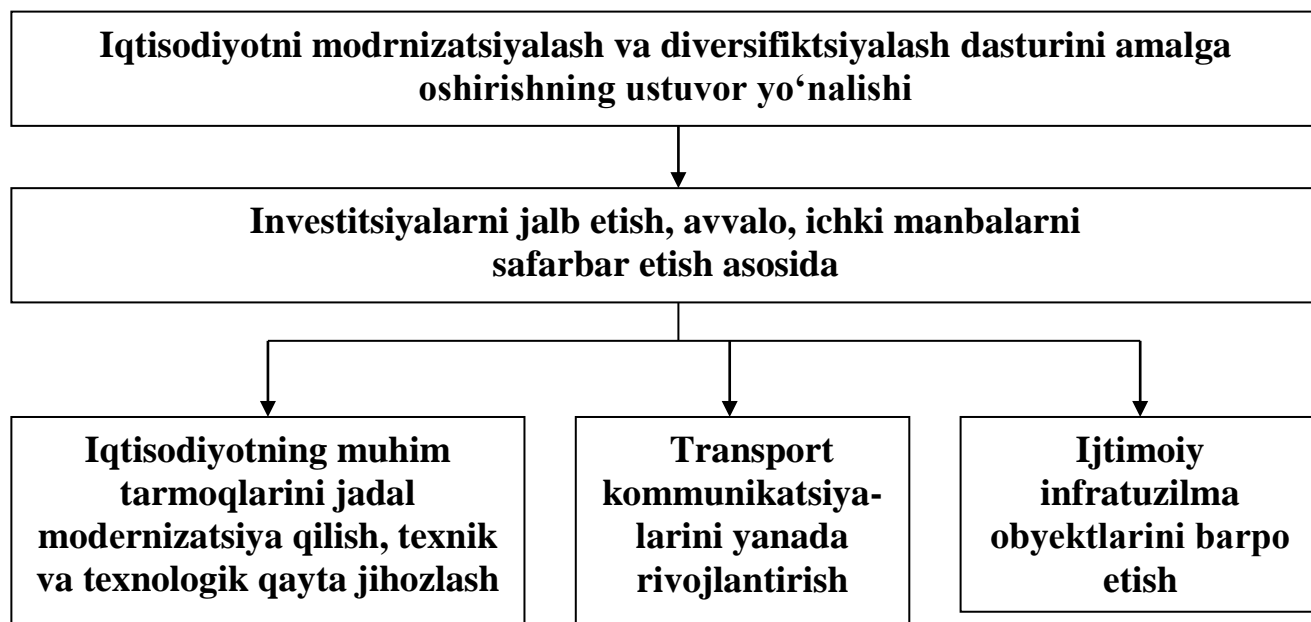 Iqtisodiyotni modrnizatsiyalash va diversifiktsiyalash dasturini amalga
oshirishning ustuvor yo‘nalishi
Investitsiyalarni jalb etish, avvalo, ichki manbalarni
safarbar etish asosida
Iqtisodiyotning muhim
tarmoqlarini jadal
modernizatsiya qilish, texnik
va texnologik qayta jihozlash
Transport
kommunikatsiya-
larini yanada
rivojlantirish
Ijtimoiy
infratuzilma
obyektlarini barpo
etish